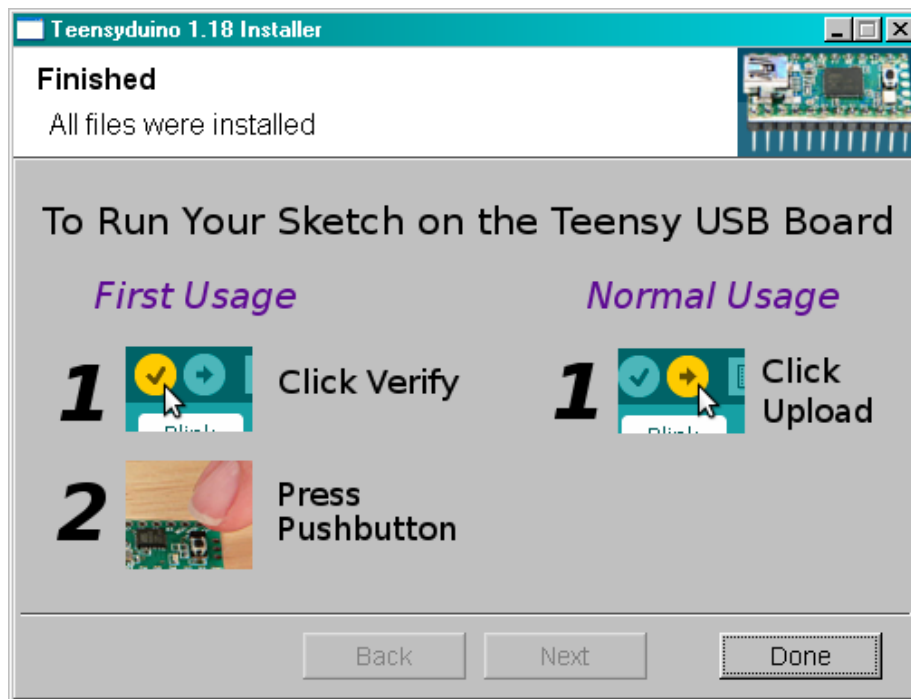 Teensyduino 1.18 Installer
Finished
All files were installed
To Run Your Sketch on the Teensy USB Board
First Usage
1
Click Verify
2
Press
Pushbutton
Normal Usage
1
Click
Upload
Back
Next
Done